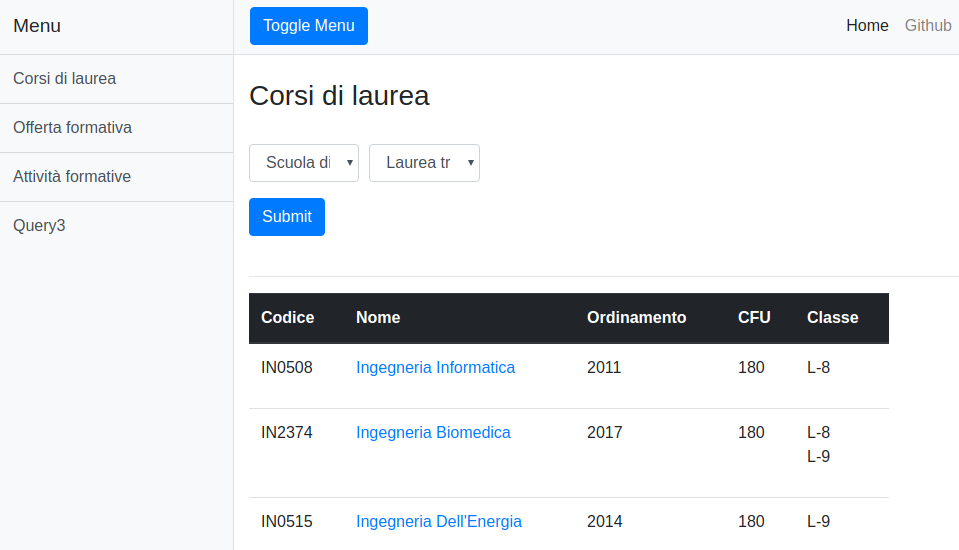 Menu
Toggle Menu
Home Github
Corsi di laurea
Offerta formativa
Attività formative
Query3
Corsi di laurea
Scuola di
Laurea tr
Submit
Codice Nome Ordinamento CFU Classe
IN0508 Ingegneria Informatica 2011 180 L-8
IN2374 Ingegneria Biomedica 2017 180 L-8
L-9
IN0515 Ingegneria Dell'Energia 2014 180 L-9